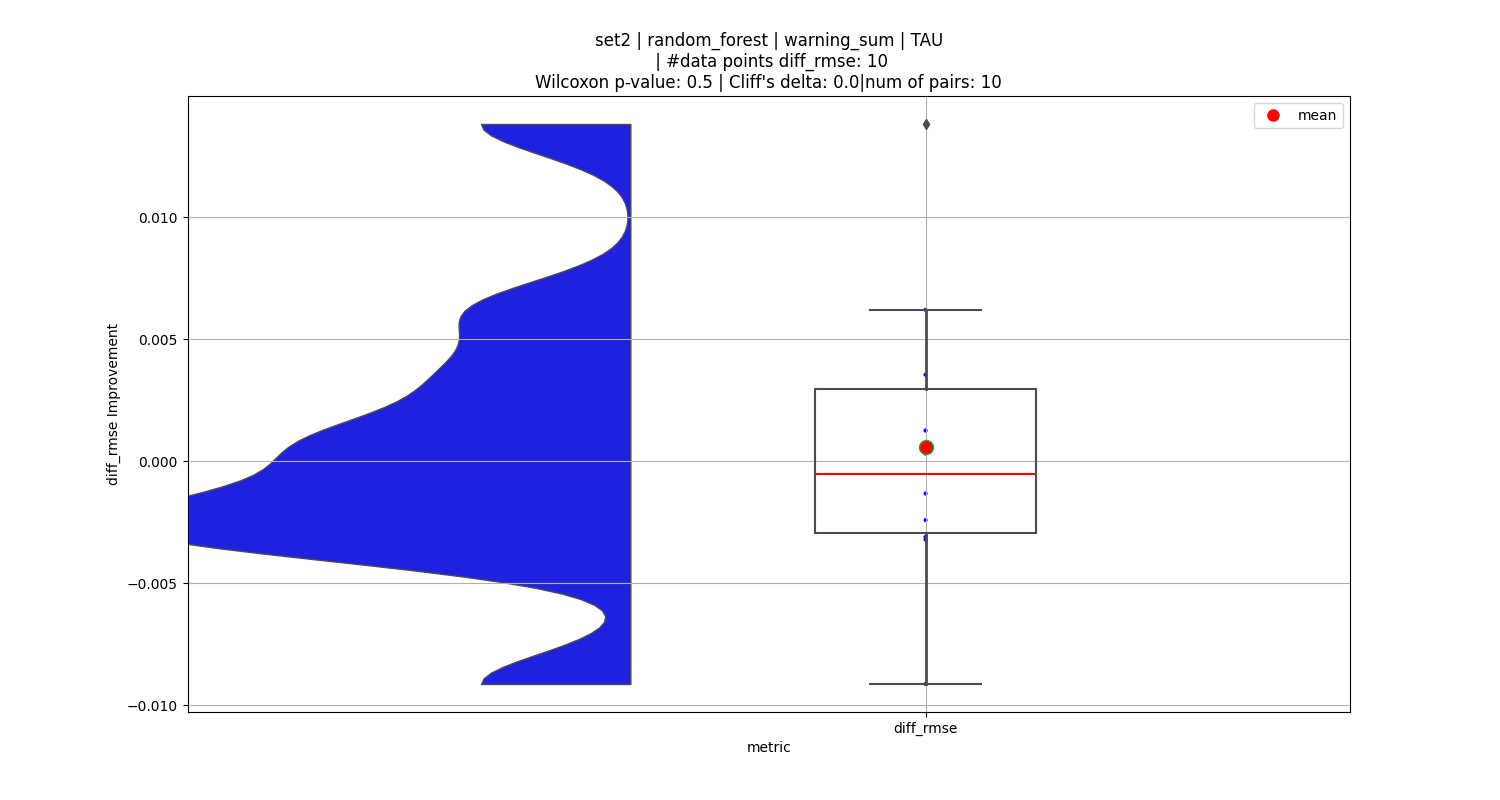 set2 | random_forest | warning_sum | TAU
| #data points diff_rmse: 10
Wilcoxon p-value: 0.5 | Cliff's delta: 0.0|num of pairs: 10
mean
0.010
0.005
0.000
−0.005
−0.010
diff_rmse Improvement
diff_rmse
metric